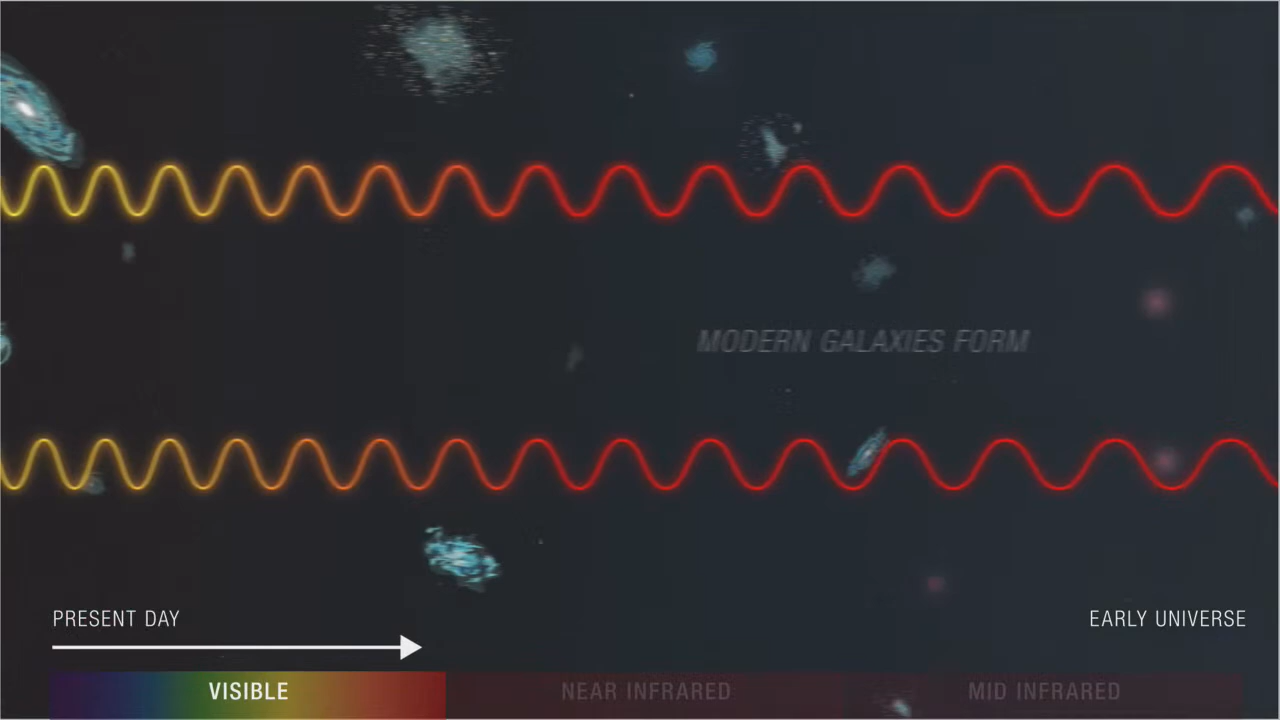 MODERN GALAXIES FORM
PRESENT DAY
EARLY UNIVERSE
VISIBLE
NEAR INFRARED
MID INFRARED